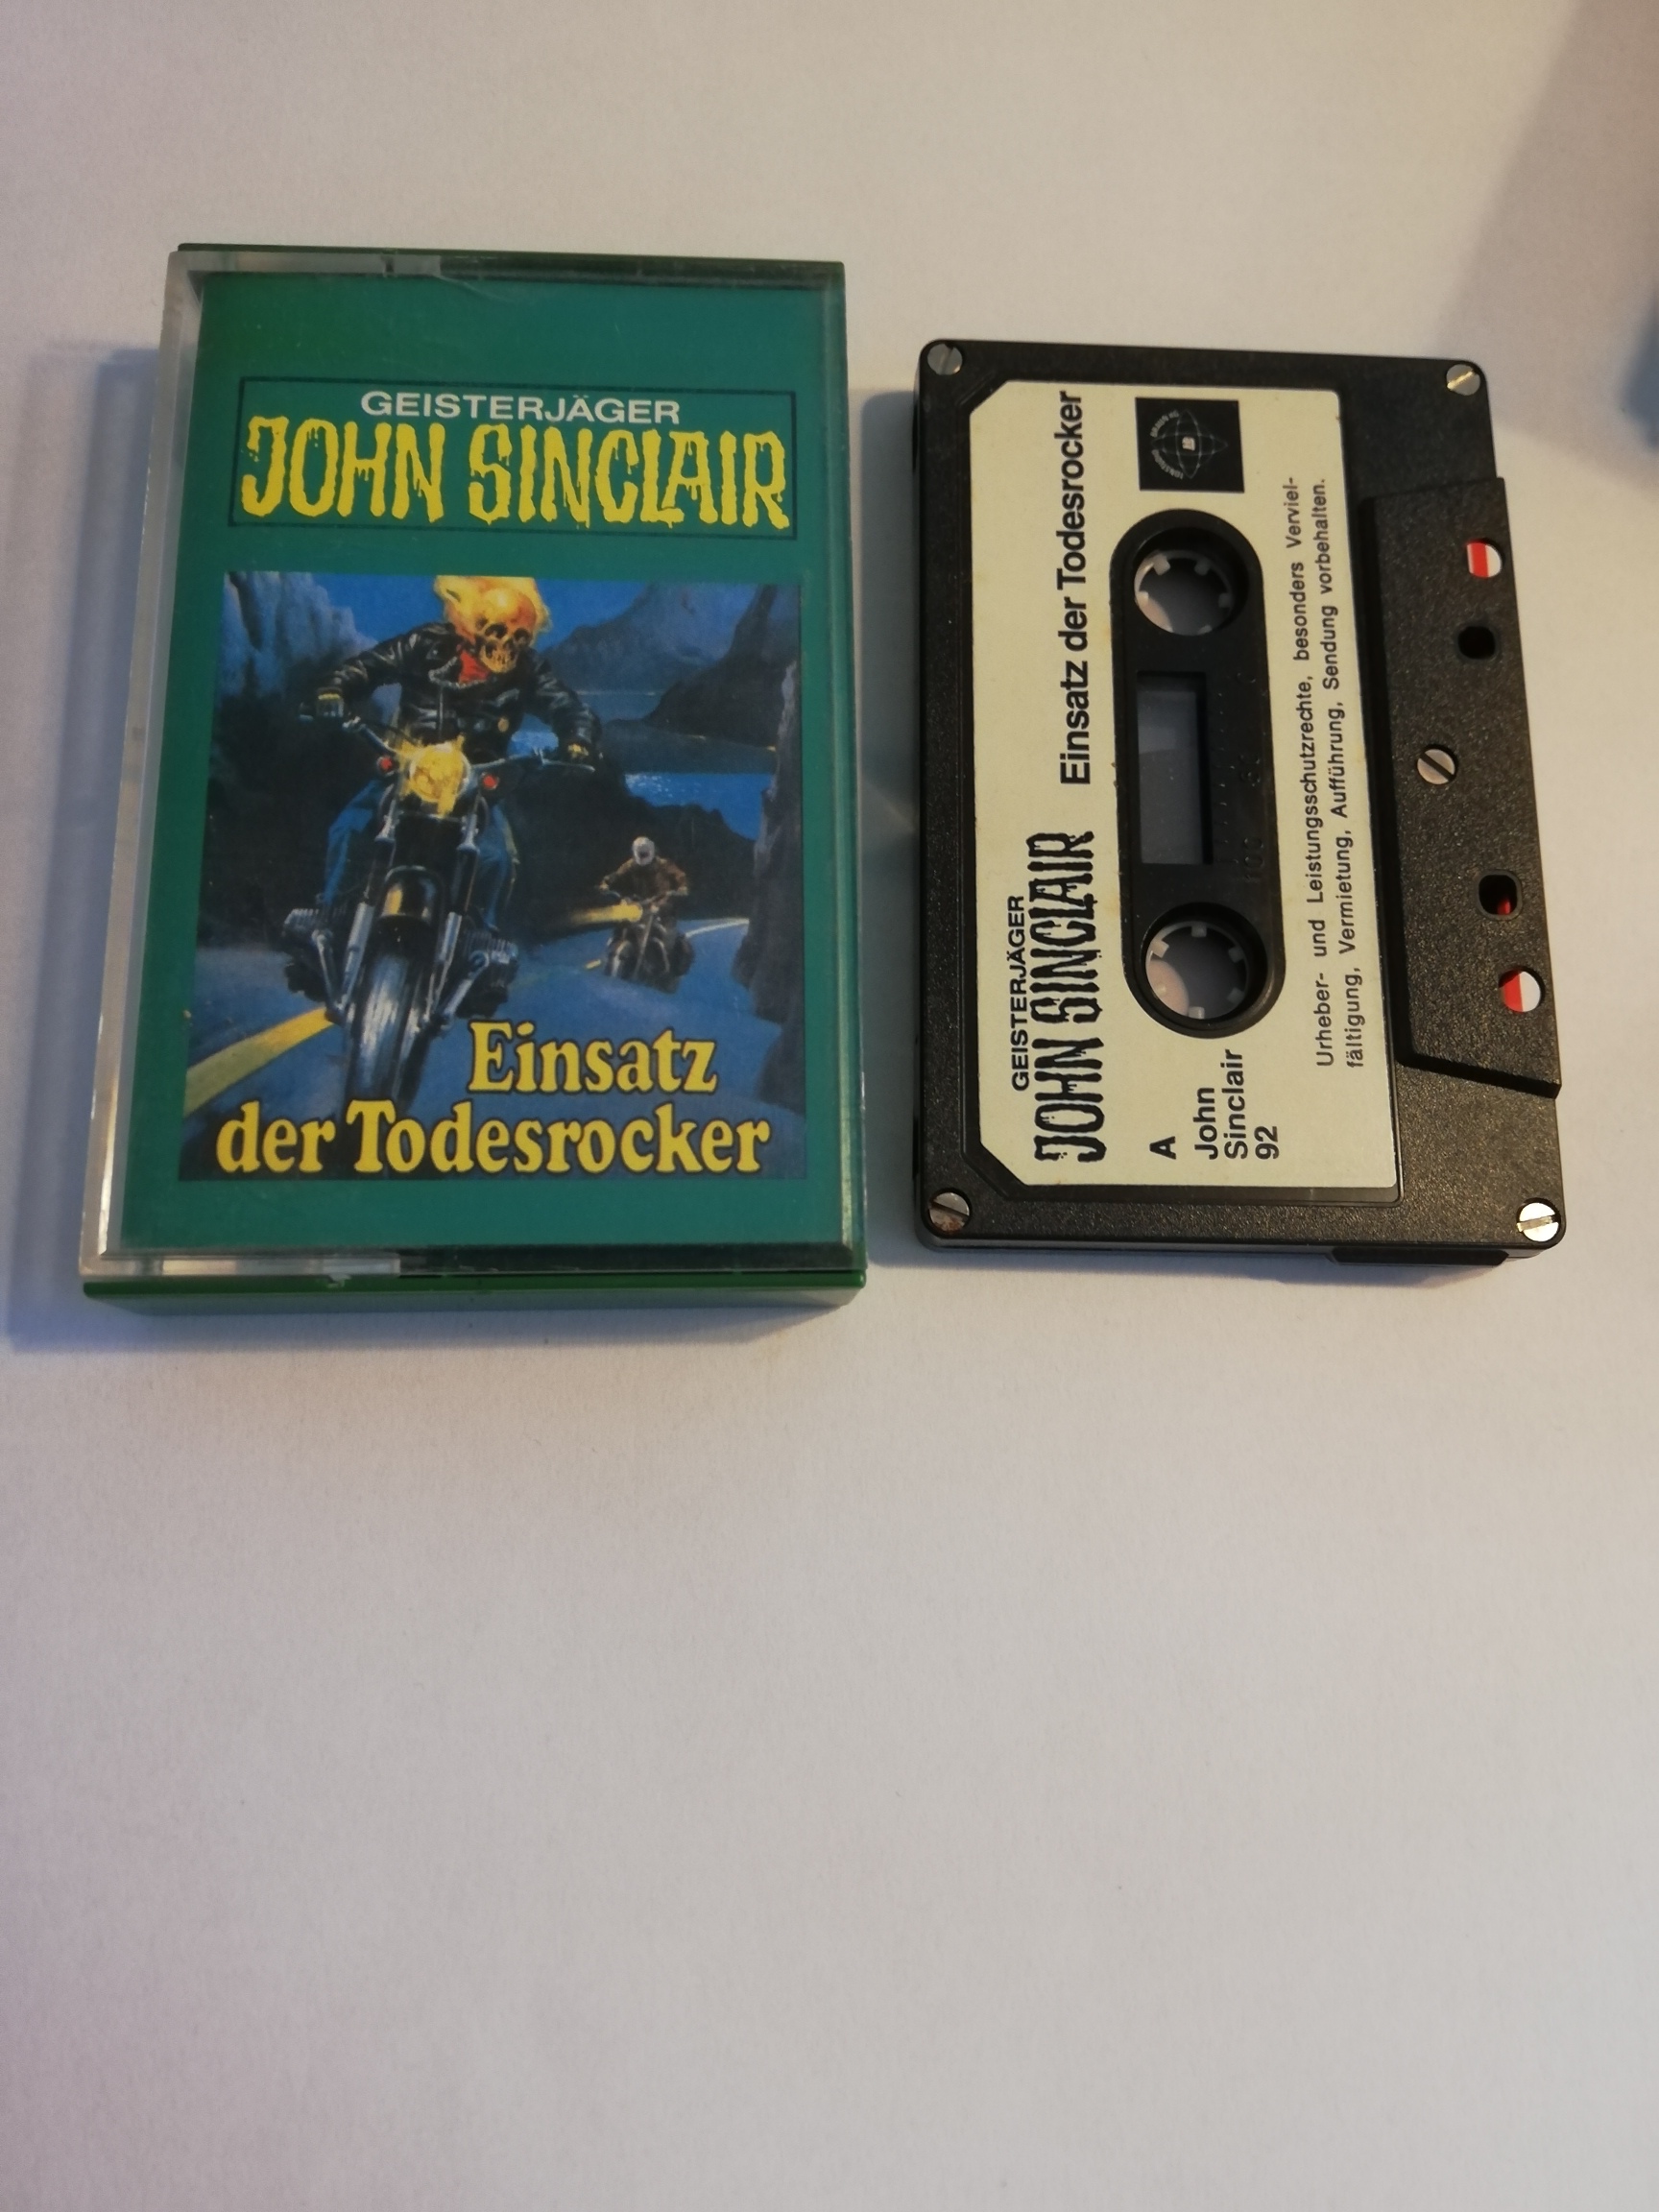 GEISTERJÄGER
JOHN SINCLAIR
Einsatz
der Todesrocker
GEISTERJÄGER
JOHN SINCLAIR Einsatz der Todesrocker
A
John
Sinclair
92
Urheber- und Leistungsschutzrechte, besonders Verviel-
fältigung, Vermietung, Aufführung, Sendung vorbehalten.